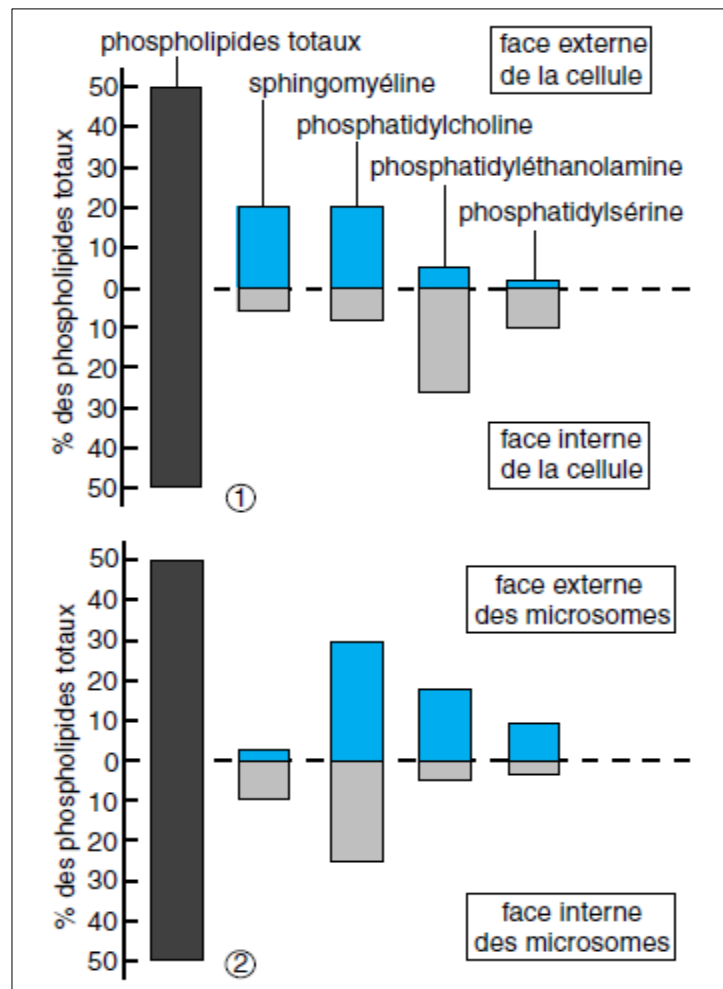 phospholipides totaux
face externe
de la cellule
sphingomyéline
phosphatidylcholine
phosphatidyléthanolamine
phosphatidylsérine
% des phospholipides totaux
50
40
30
20
10
0
10
20
30
40
50
face interne
de la cellule
1
% des phospholipides totaux
50
40
30
20
10
0
10
20
30
40
50
face externe
des microsomes
face interne
des microsomes
2